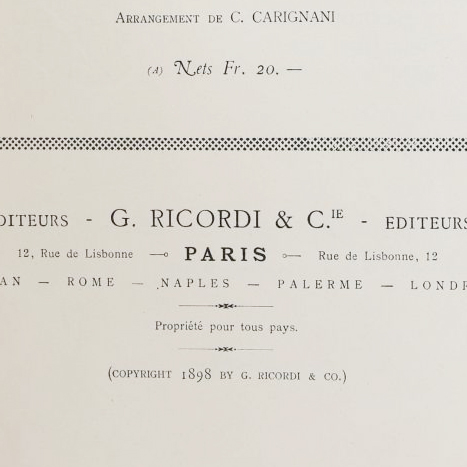 ARRANGEMENT DE C. CARIGNANI
(A) Nets Fr. 20. —
DITEURS - G. RICORDI & C.IE - EDITEURS
12, Rue de Lisbonne — PARIS — Rue de Lisbonne, 12
AN — ROME — NAPLES — PALERME — LONDR
Propriété pour tous pays.
(COPYRIGHT 1898 BY G. RICORDI & CO.)